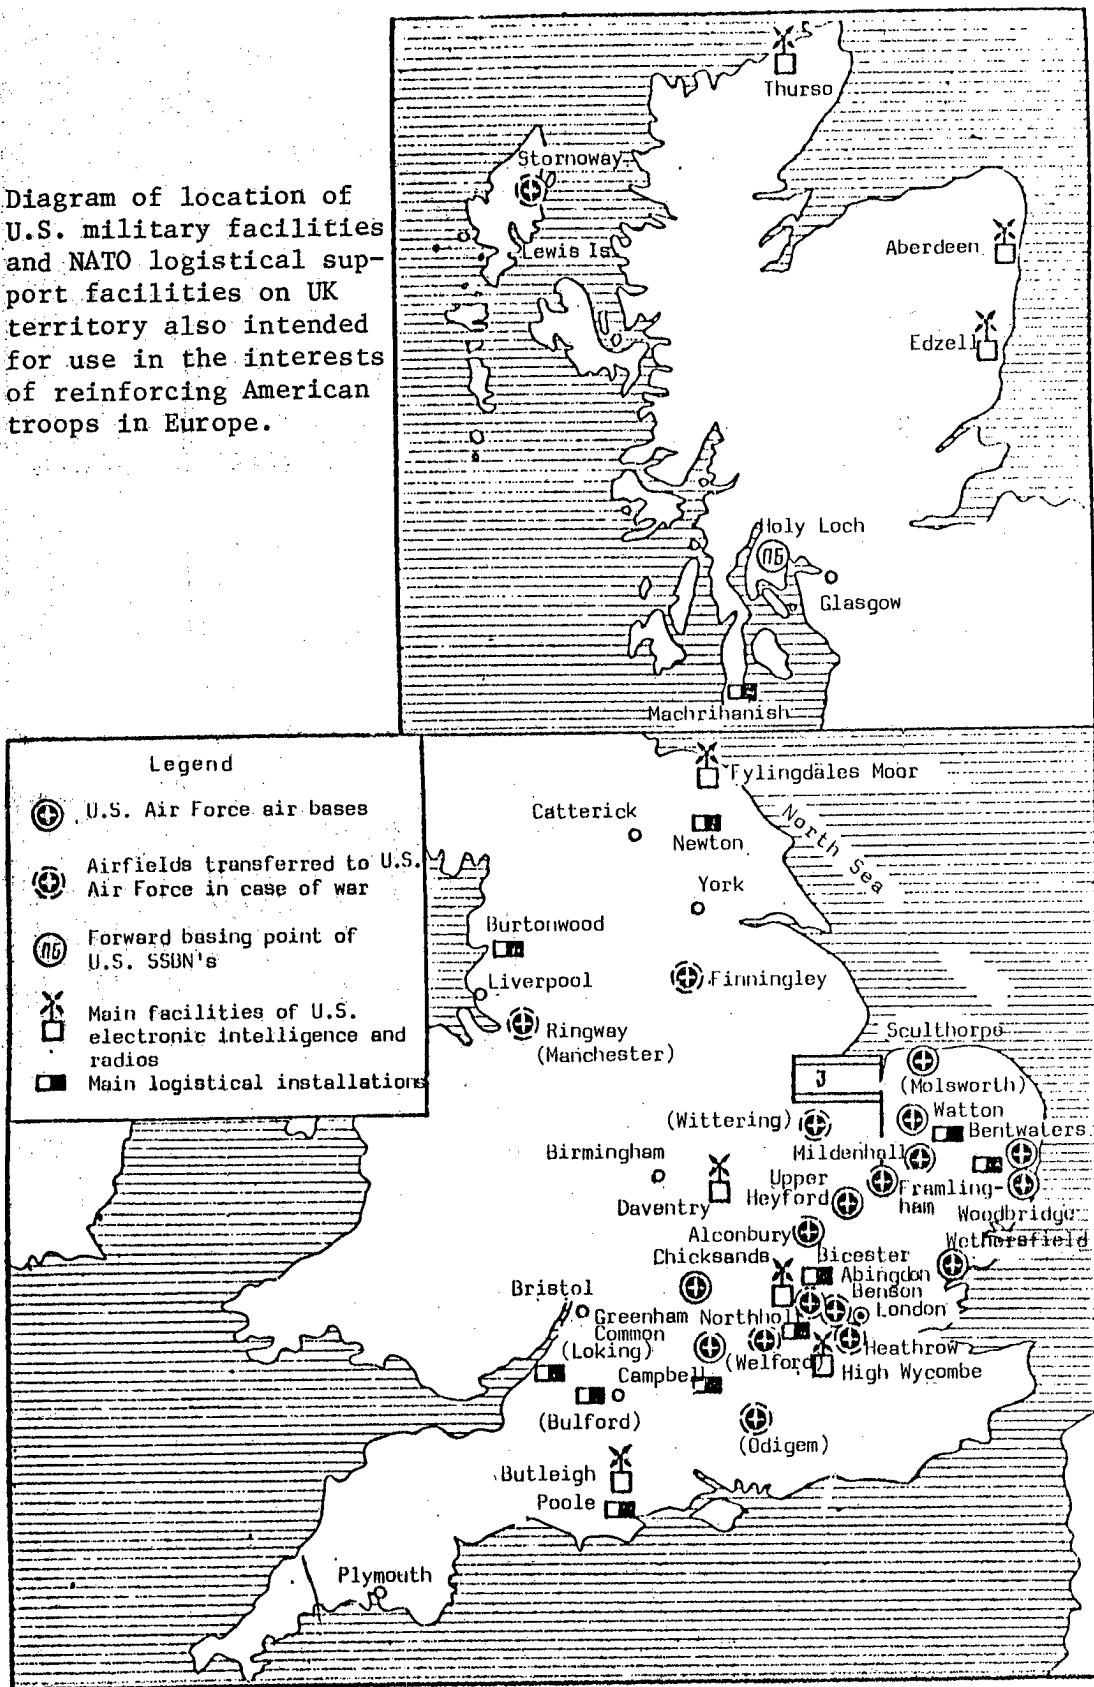 Diagram of location of
U.S. military facilities
and NATO logistical sup-
port facilities on UK
territory also intended
for use in the interests
of reinforcing American
troops in Europe.
Thurso
Stornoway
Lewis Is.
Aberdeen
Edzell
Holy Loch
ПБ
Glasgow
Machrihanish
Legend
U.S. Air Force air bases
Airfields transferred to U.S.
Air Force in case of war
ПБ
Forward basing point of
U.S. SSBN's
Main facilities of U.S.
electronic intelligence and
radios
Main logistical installations
Fylingdales Moor
Catterick
Newton
North Sea
York
Burtonwood
Finningley
Liverpool
Ringway
(Manchester)
Sculthorpe
J
(Molsworth)
(Wittering)
Watton
Bentwaters
Birmingham
Mildenhall
Upper
Heyford
Framling-
ham
Daventry
Woodbridge
Alconbury
Wethersfield
Chicksands
Bicester
Abingdon
Benson
Bristol
London
Greenham
Common
Northholt
(Loking)
(Welford)
Heathrow
Campbell
High Wycombe
(Bulford)
(Odigem)
Butleigh
Poole
Plymouth